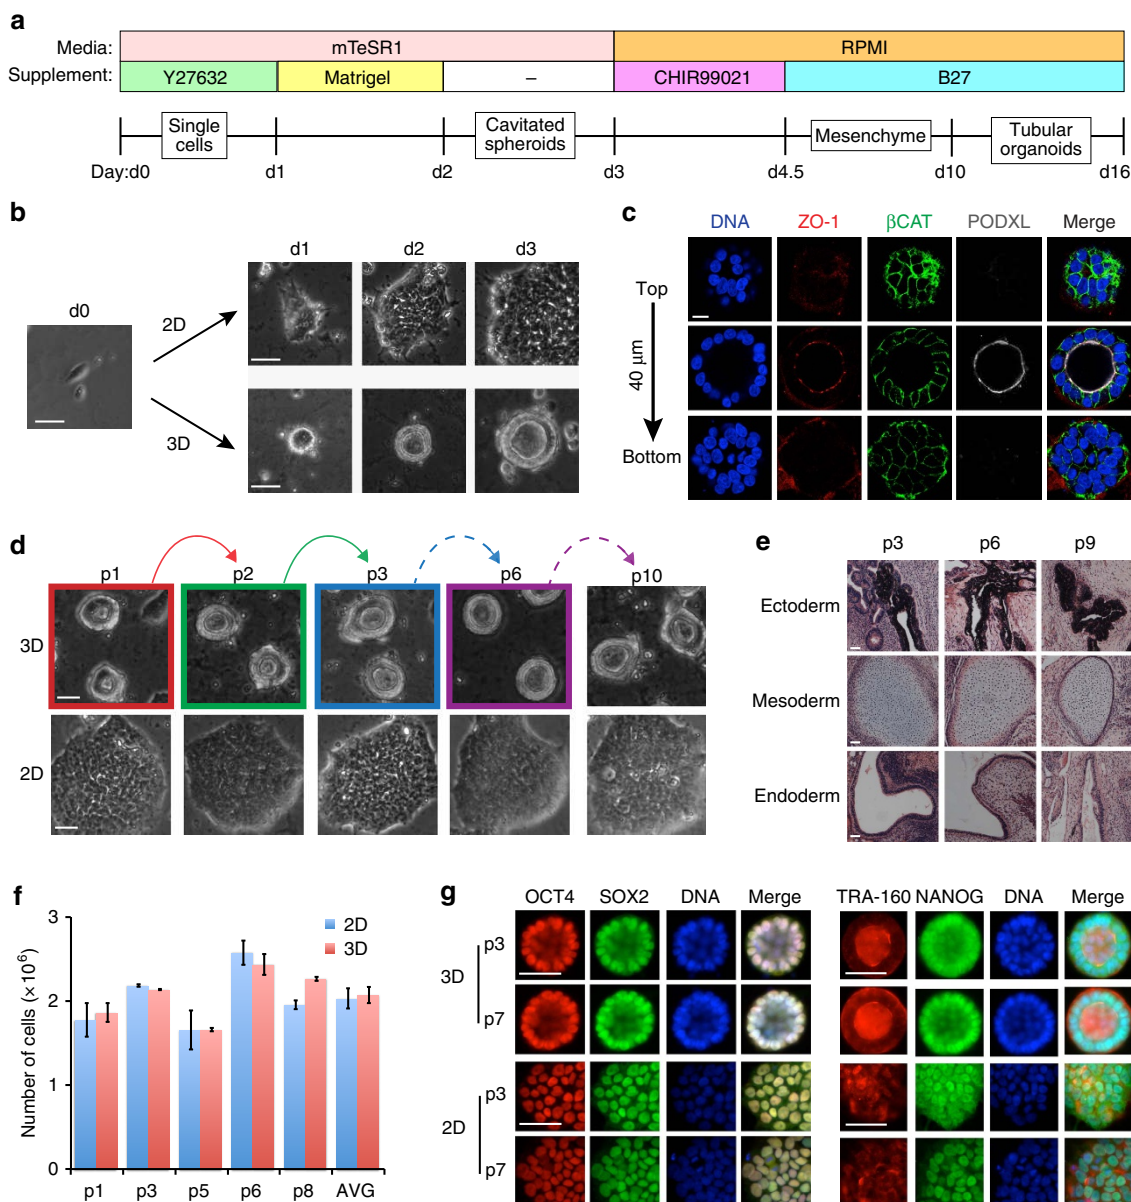 a
Media: mTeSR1 RPMI
Supplement: Y27632 Matrigel – CHIR99021 B27
Single cells
Cavitated spheroids
Mesenchyme
Tubular organoids
Day:d0 d1 d2 d3 d4.5 d10 d16
b
d0
2D
3D
d1 d2 d3
c
DNA ZO-1 βCAT PODXL Merge
Top
40 μm
Bottom
d
p1 p2 p3 p6 p10
3D
2D
e
p3 p6 p9
Ectoderm
Mesoderm
Endoderm
f
Number of cells (×10⁶)
3
2
1
0
2D
3D
p1 p3 p5 p6 p8 AVG
g
OCT4 SOX2 DNA Merge
TRA-160 NANOG DNA Merge
3D
p3
p7
2D
p3
p7